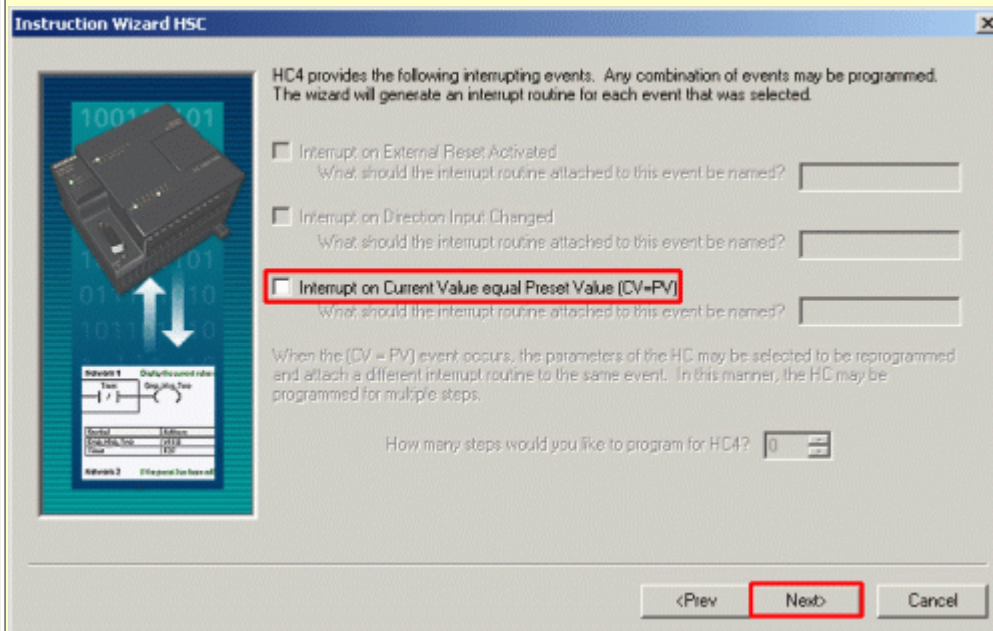 Instruction Wizard HSC
HC4 provides the following interrupting events. Any combination of events may be programmed.
The wizard will generate an interrupt routine for each event that was selected.
Interrupt on External Reset Activated
What should the interrupt routine attached to this event be named?
Interrupt on Direction Input Changed
What should the interrupt routine attached to this event be named?
Interrupt on Current Value equal Preset Value (CV=PV)
What should the interrupt routine attached to this event be named?
When the (CV = PV) event occurs, the parameters of the HC may be selected to be reprogrammed
and attach a different interrupt routine to the same event. In this manner, the HC may be
programmed for multiple steps.
How many steps would you like to program for HC4? 0
Network 1
Symbol Address
Network 2
<Prev Next> Cancel